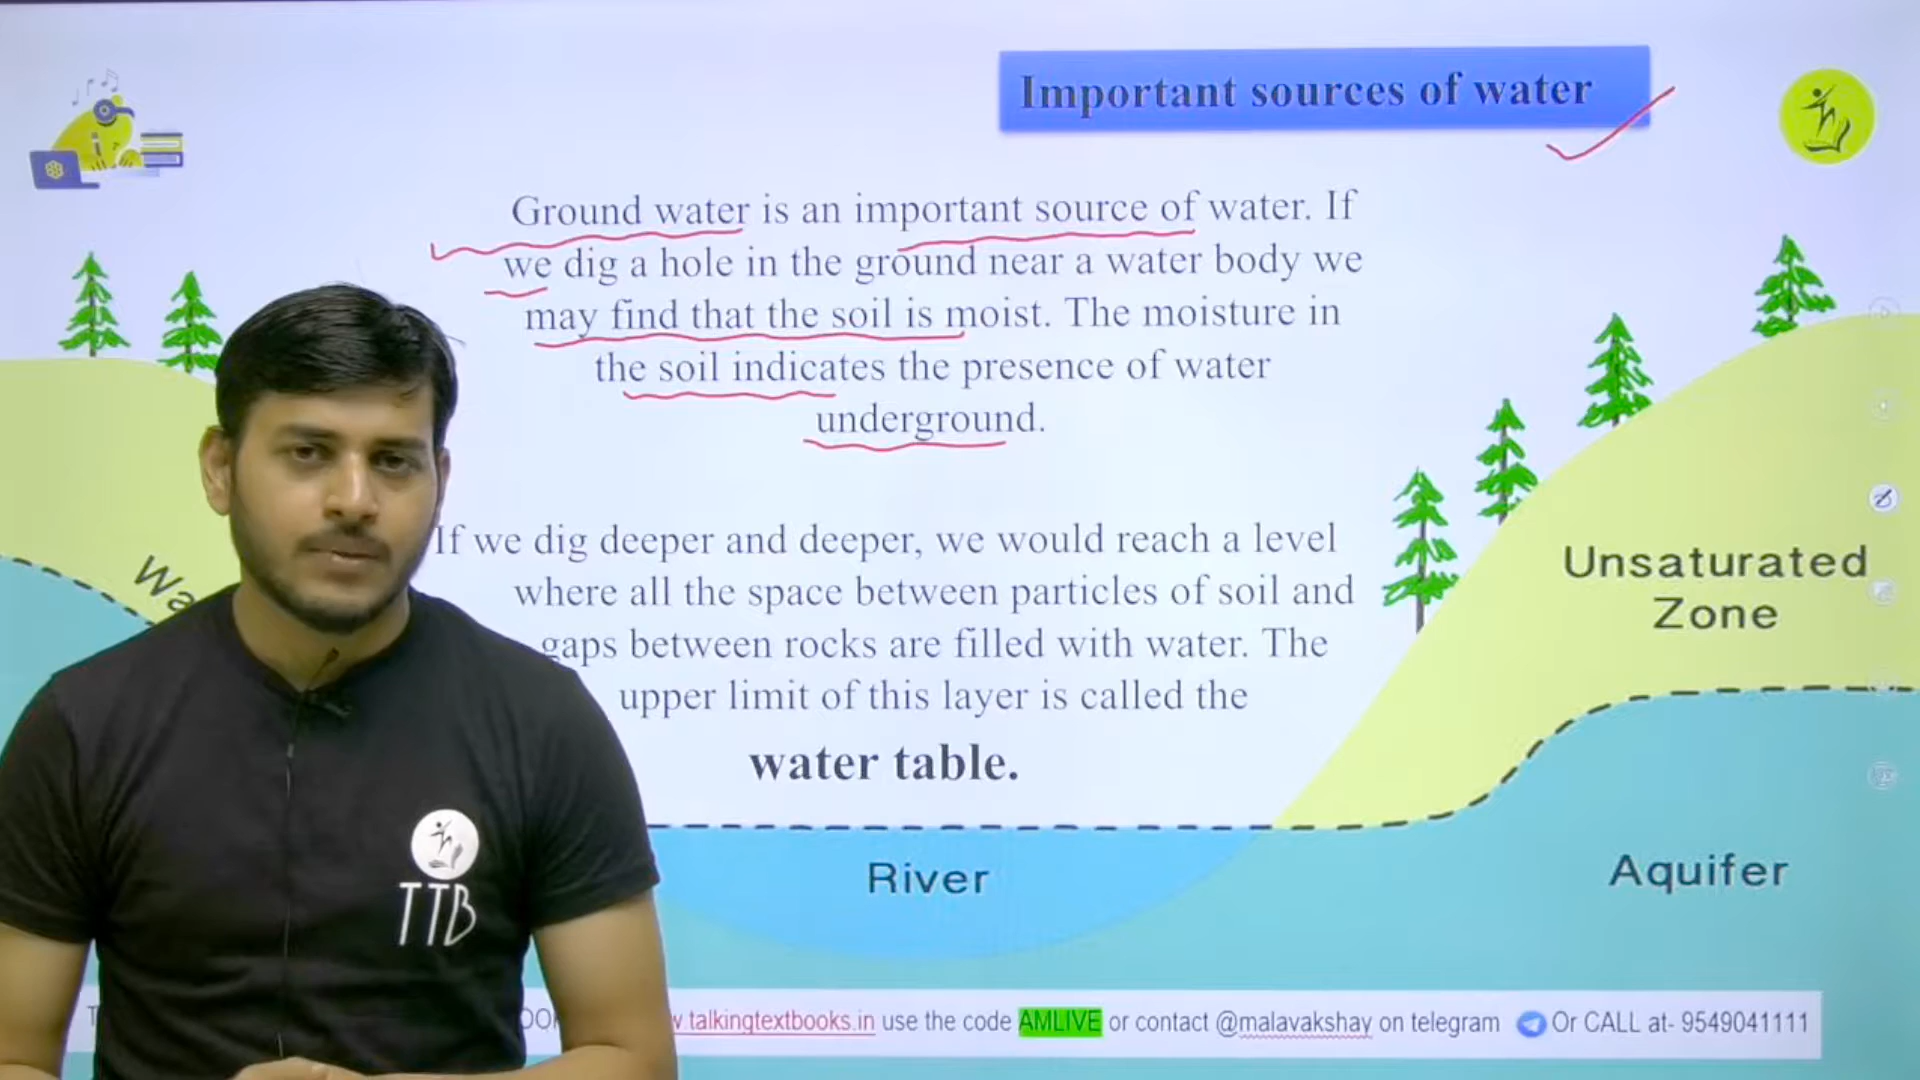 Important sources of water
Ground water is an important source of water. If
we dig a hole in the ground near a water body we
may find that the soil is moist. The moisture in
the soil indicates the presence of water
underground.
If we dig deeper and deeper, we would reach a level
where all the space between particles of soil and
gaps between rocks are filled with water. The
upper limit of this layer is called the
water table.
Unsaturated
Zone
River
Aquifer
TTB
talkingtextbooks.in use the code AMLIVE or contact @malavakshay on telegram Or CALL at- 9549041111